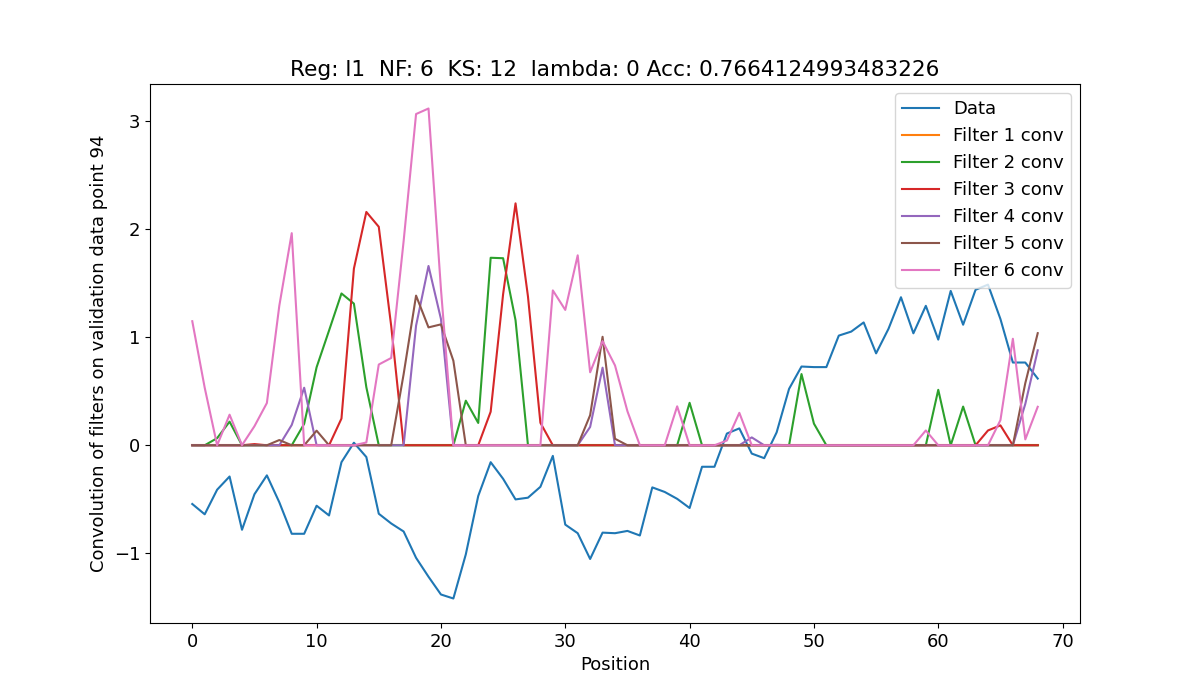 Reg: l1  NF: 6  KS: 12  lambda: 0 Acc: 0.7664124993483226
Convolution of filters on validation data point 94
3
2
1
0
−1
Data
Filter 1 conv
Filter 2 conv
Filter 3 conv
Filter 4 conv
Filter 5 conv
Filter 6 conv
0 10 20 30 40 50 60 70
Position